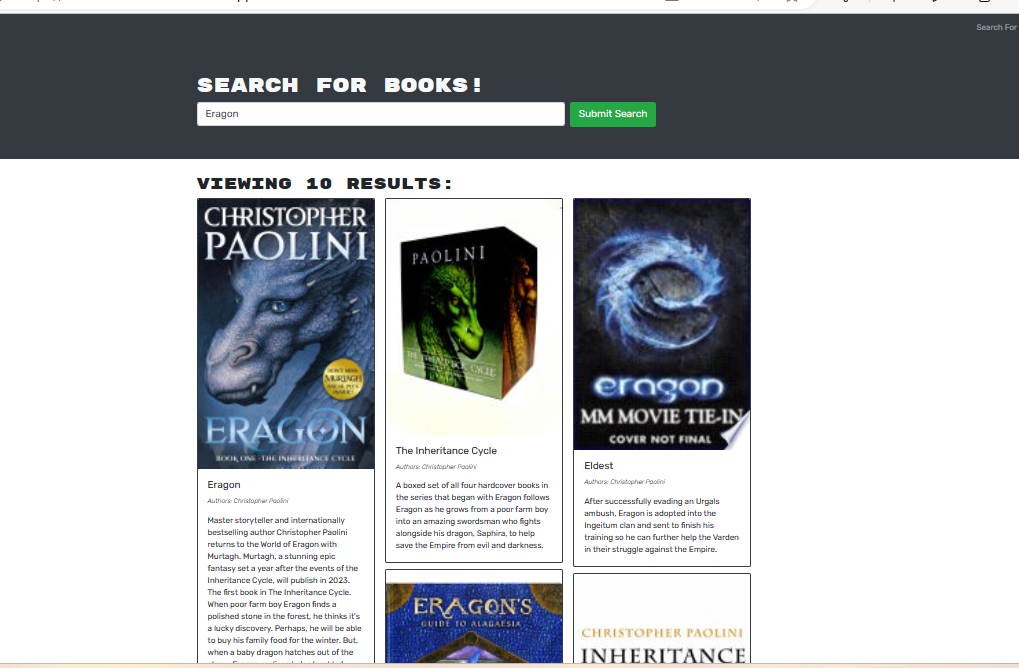 Search For
SEARCH FOR BOOKS!
Eragon
Submit Search
VIEWING 10 RESULTS:
CHRISTOPHER
PAOLINI
DON'T MISS
MURTAGH
INSIDE!
ERAGON
BOOK ONE · THE INHERITANCE CYCLE
Eragon
Authors: Christopher Paolini
Master storyteller and internationally
bestselling author Christopher Paolini
returns to the World of Eragon with
Murtagh. Murtagh, a stunning epic
fantasy set a year after the events of the
Inheritance Cycle, will publish in 2023.
The first book in The Inheritance Cycle.
When poor farm boy Eragon finds a
polished stone in the forest, he thinks it's
a lucky discovery. Perhaps, he will be able
to buy his family food for the winter. But,
when a baby dragon hatches out of the
PAOLINI
THE INHERITANCE CYCLE
The Inheritance Cycle
Authors: Christopher Paolini
A boxed set of all four hardcover books in
the series that began with Eragon follows
Eragon as he grows from a poor farm boy
into an amazing swordsman who fights
alongside his dragon, Saphira, to help
save the Empire from evil and darkness.
ERAGON'S
GUIDE TO ALAGAESIA
eragon
MM MOVIE TIE-IN
COVER NOT FINAL
Eldest
Authors: Christopher Paolini
After successfully evading an Urgals
ambush, Eragon is adopted into the
Ingeitum clan and sent to finish his
training so he can further help the Varden
in their struggle against the Empire.
CHRISTOPHER PAOLINI
INHERITANCE